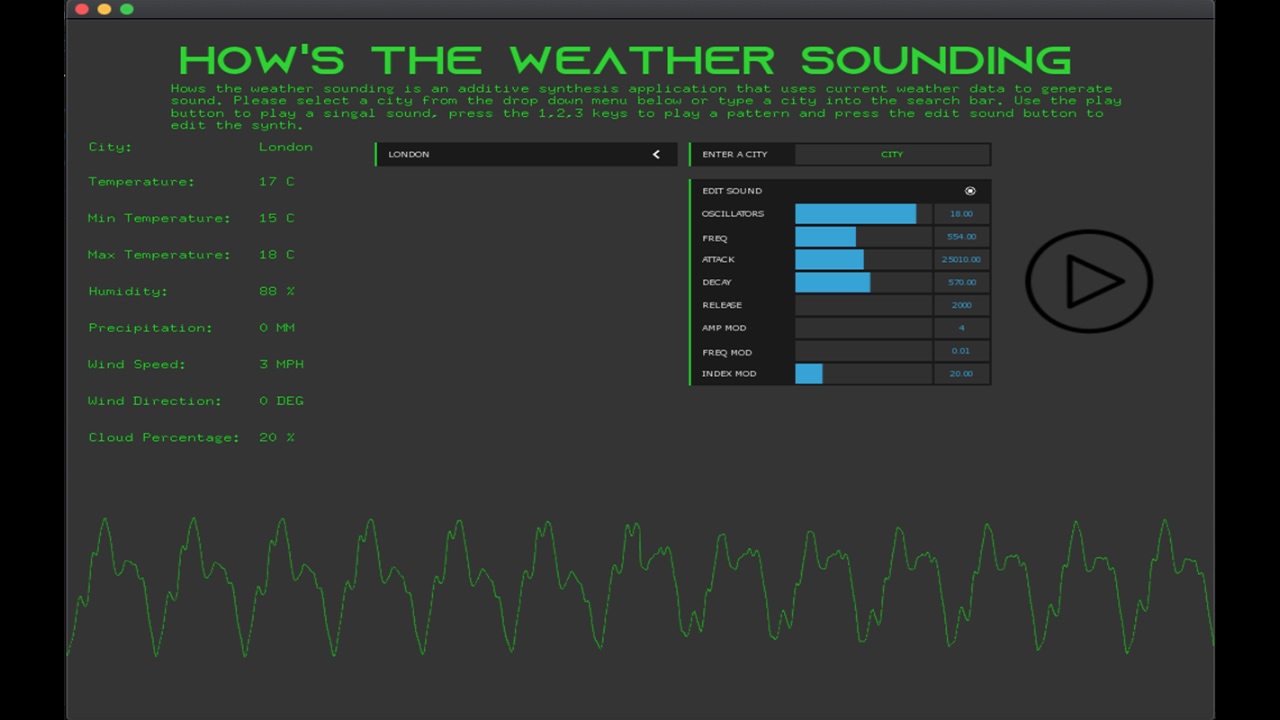 HOW'S THE WEATHER SOUNDING
Hows the weather sounding is an additive synthesis application that uses current weather data to generate
sound. Please select a city from the drop down menu below or type a city into the search bar. Use the play
button to play a singal sound, press the 1,2,3 keys to play a pattern and press the edit sound button to
edit the synth.
City: London
Temperature: 17 C
Min Temperature: 15 C
Max Temperature: 18 C
Humidity: 88 %
Precipitation: 0 MM
Wind Speed: 3 MPH
Wind Direction: 0 DEG
Cloud Percentage: 20 %
LONDON
ENTER A CITY CITY
EDIT SOUND
OSCILLATORS 18.00
FREQ 554.00
ATTACK 25010.00
DECAY 570.00
RELEASE 2000
AMP MOD 4
FREQ MOD 0.01
INDEX MOD 20.00